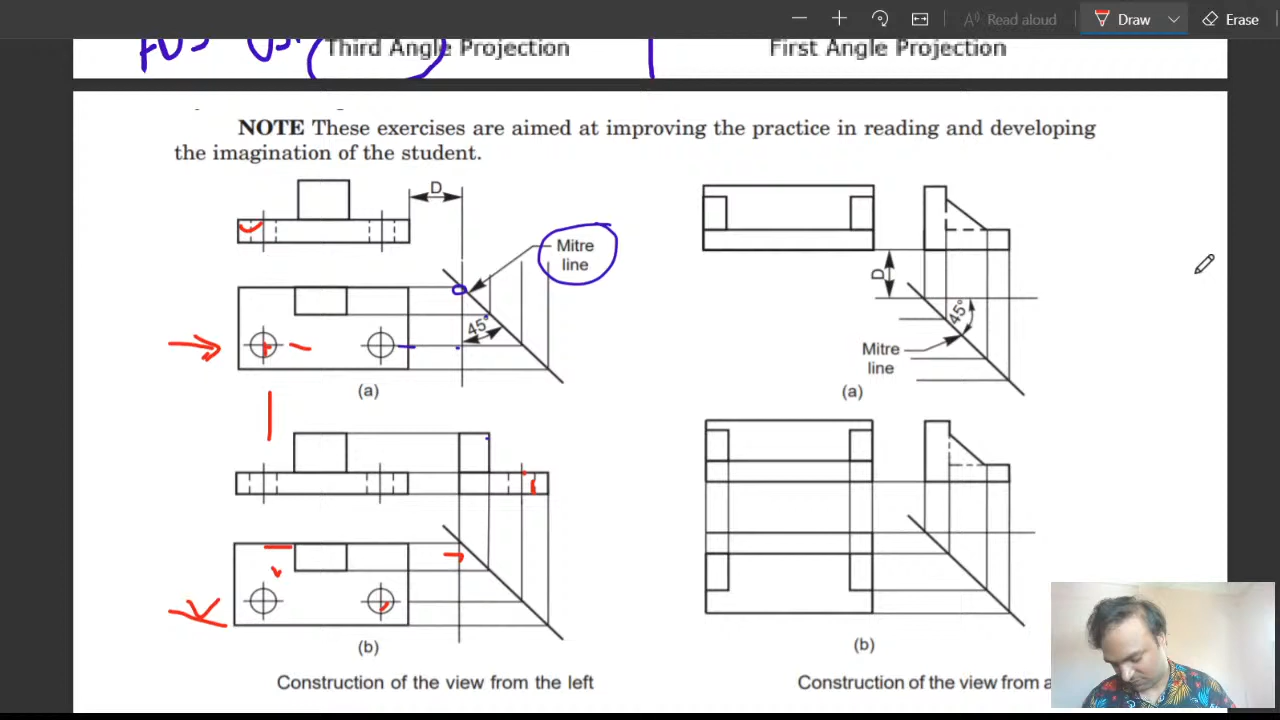 Read aloud
Draw
Erase
Third Angle Projection
First Angle Projection
NOTE These exercises are aimed at improving the practice in reading and developing
the imagination of the student.
D
Mitre
line
45°
(a)
D
45°
Mitre
line
(a)
(b)
(b)
Construction of the view from the left
Construction of the view from a